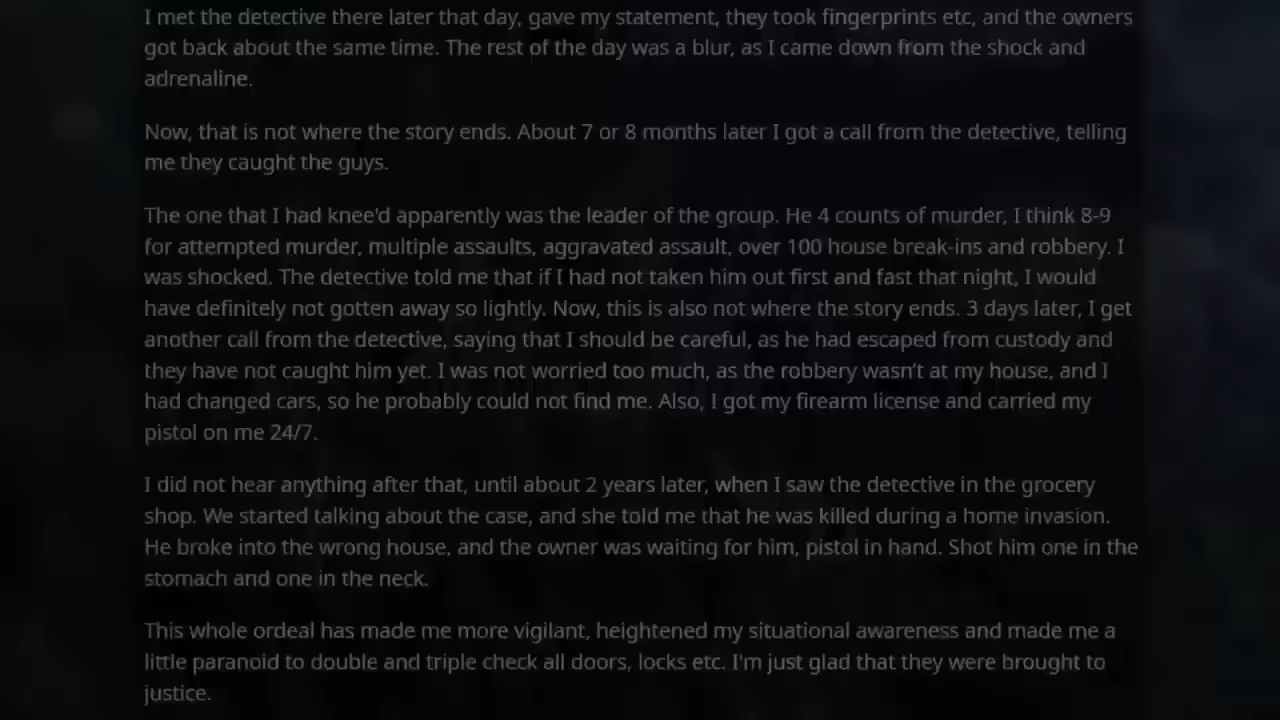 I met the detective there later that day, gave my statement, they took fingerprints etc, and the owners
got back about the same time. The rest of the day was a blur, as I came down from the shock and
adrenaline.
Now, that is not where the story ends. About 7 or 8 months later I got a call from the detective, telling
me they caught the guys.
The one that I had knee'd apparently was the leader of the group. He 4 counts of murder, I think 8-9
for attempted murder, multiple assaults, aggravated assault, over 100 house break-ins and robbery. I
was shocked. The detective told me that if I had not taken him out first and fast that night, I would
have definitely not gotten away so lightly. Now, this is also not where the story ends. 3 days later, I get
another call from the detective, saying that I should be careful, as he had escaped from custody and
they have not caught him yet. I was not worried too much, as the robbery wasn’t at my house, and I
had changed cars, so he probably could not find me. Also, I got my firearm license and carried my
pistol on me 24/7.
I did not hear anything after that, until about 2 years later, when I saw the detective in the grocery
shop. We started talking about the case, and she told me that he was killed during a home invasion.
He broke into the wrong house, and the owner was waiting for him, pistol in hand. Shot him one in the
stomach and one in the neck.
This whole ordeal has made me more vigilant, heightened my situational awareness and made me a
little paranoid to double and triple check all doors, locks etc. I'm just glad that they were brought to
justice.